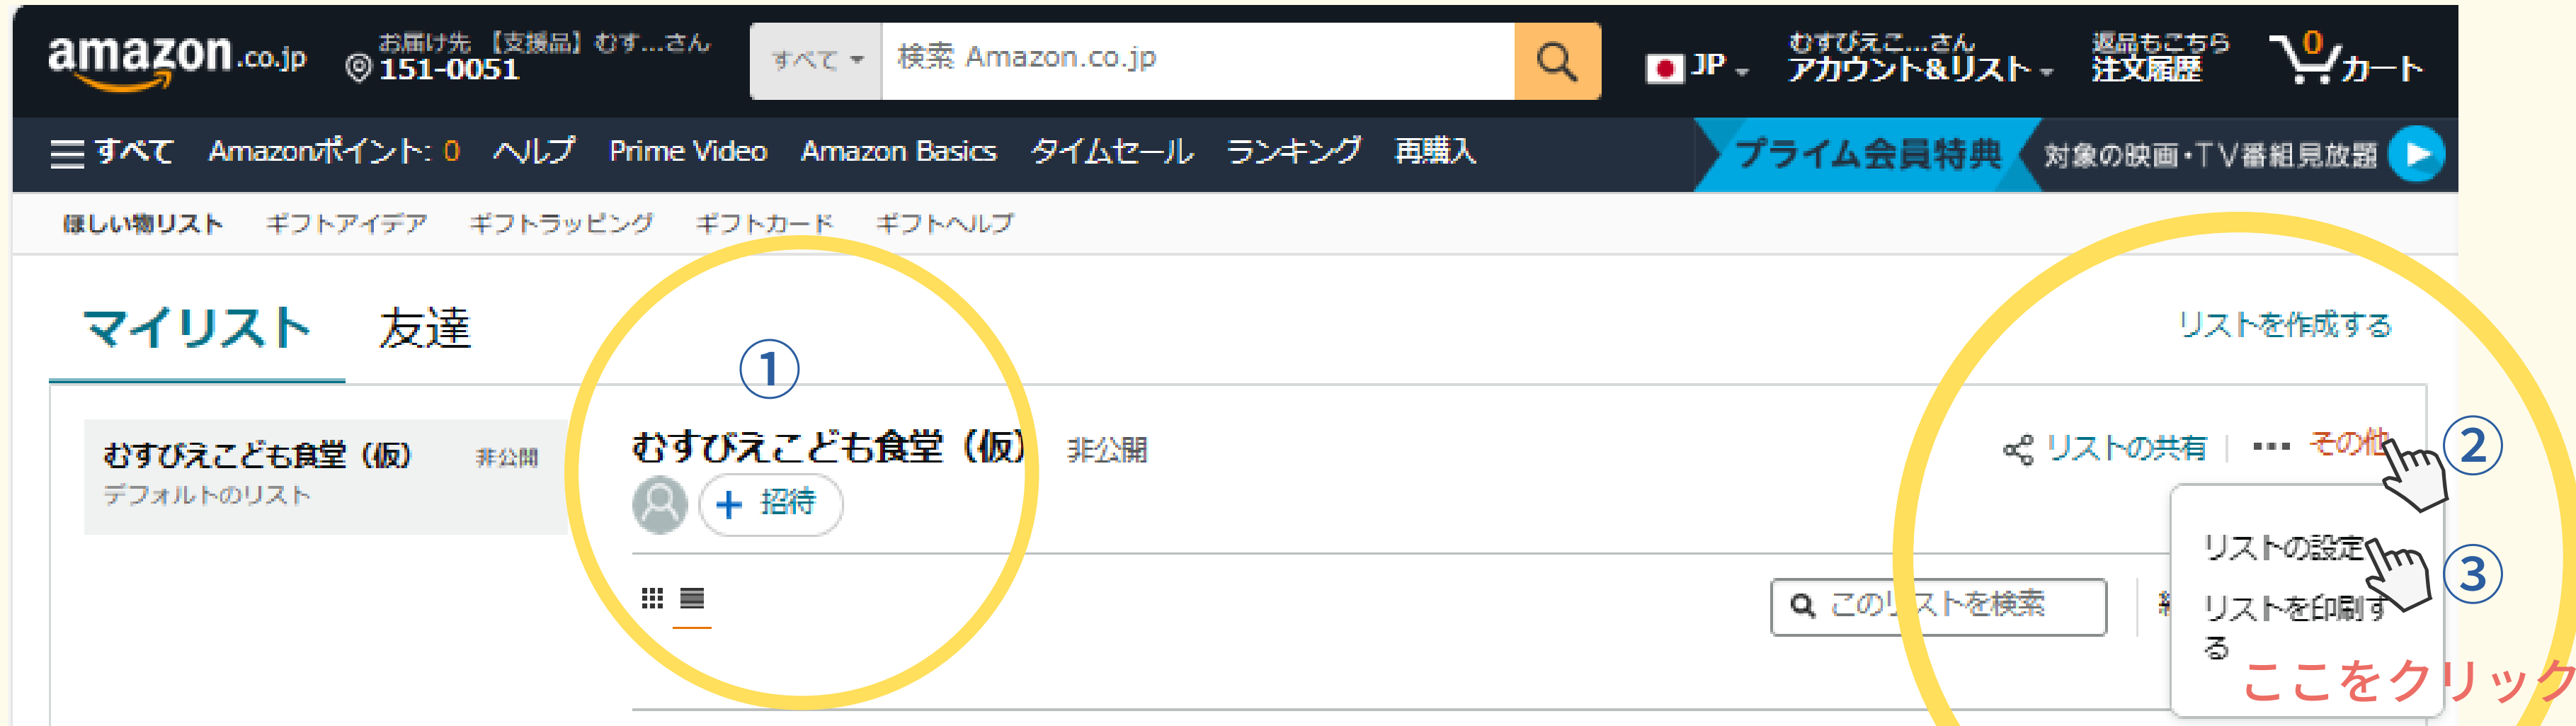 amazon.co.jp
お届け先 【支援品】むす...さん
151-0051
すべて
検索 Amazon.co.jp
JP
むすびえこ...さん
アカウント&リスト
返品もこちら
注文履歴
0
カート
すべて Amazonポイント: 0 ヘルプ Prime Video Amazon Basics タイムセール ランキング 再購入
プライム会員特典 対象の映画・TV番組見放題
ほしい物リスト ギフトアイデア ギフトラッピング ギフトカード ギフトヘルプ
マイリスト 友達
リストを作成する
①
むすびえこども食堂（仮） 非公開
デフォルトのリスト
むすびえこども食堂（仮） 非公開
+ 招待
リストの共有 ... その他
②
リストの設定
③
リストを印刷す
る
このリストを検索
ここをクリック